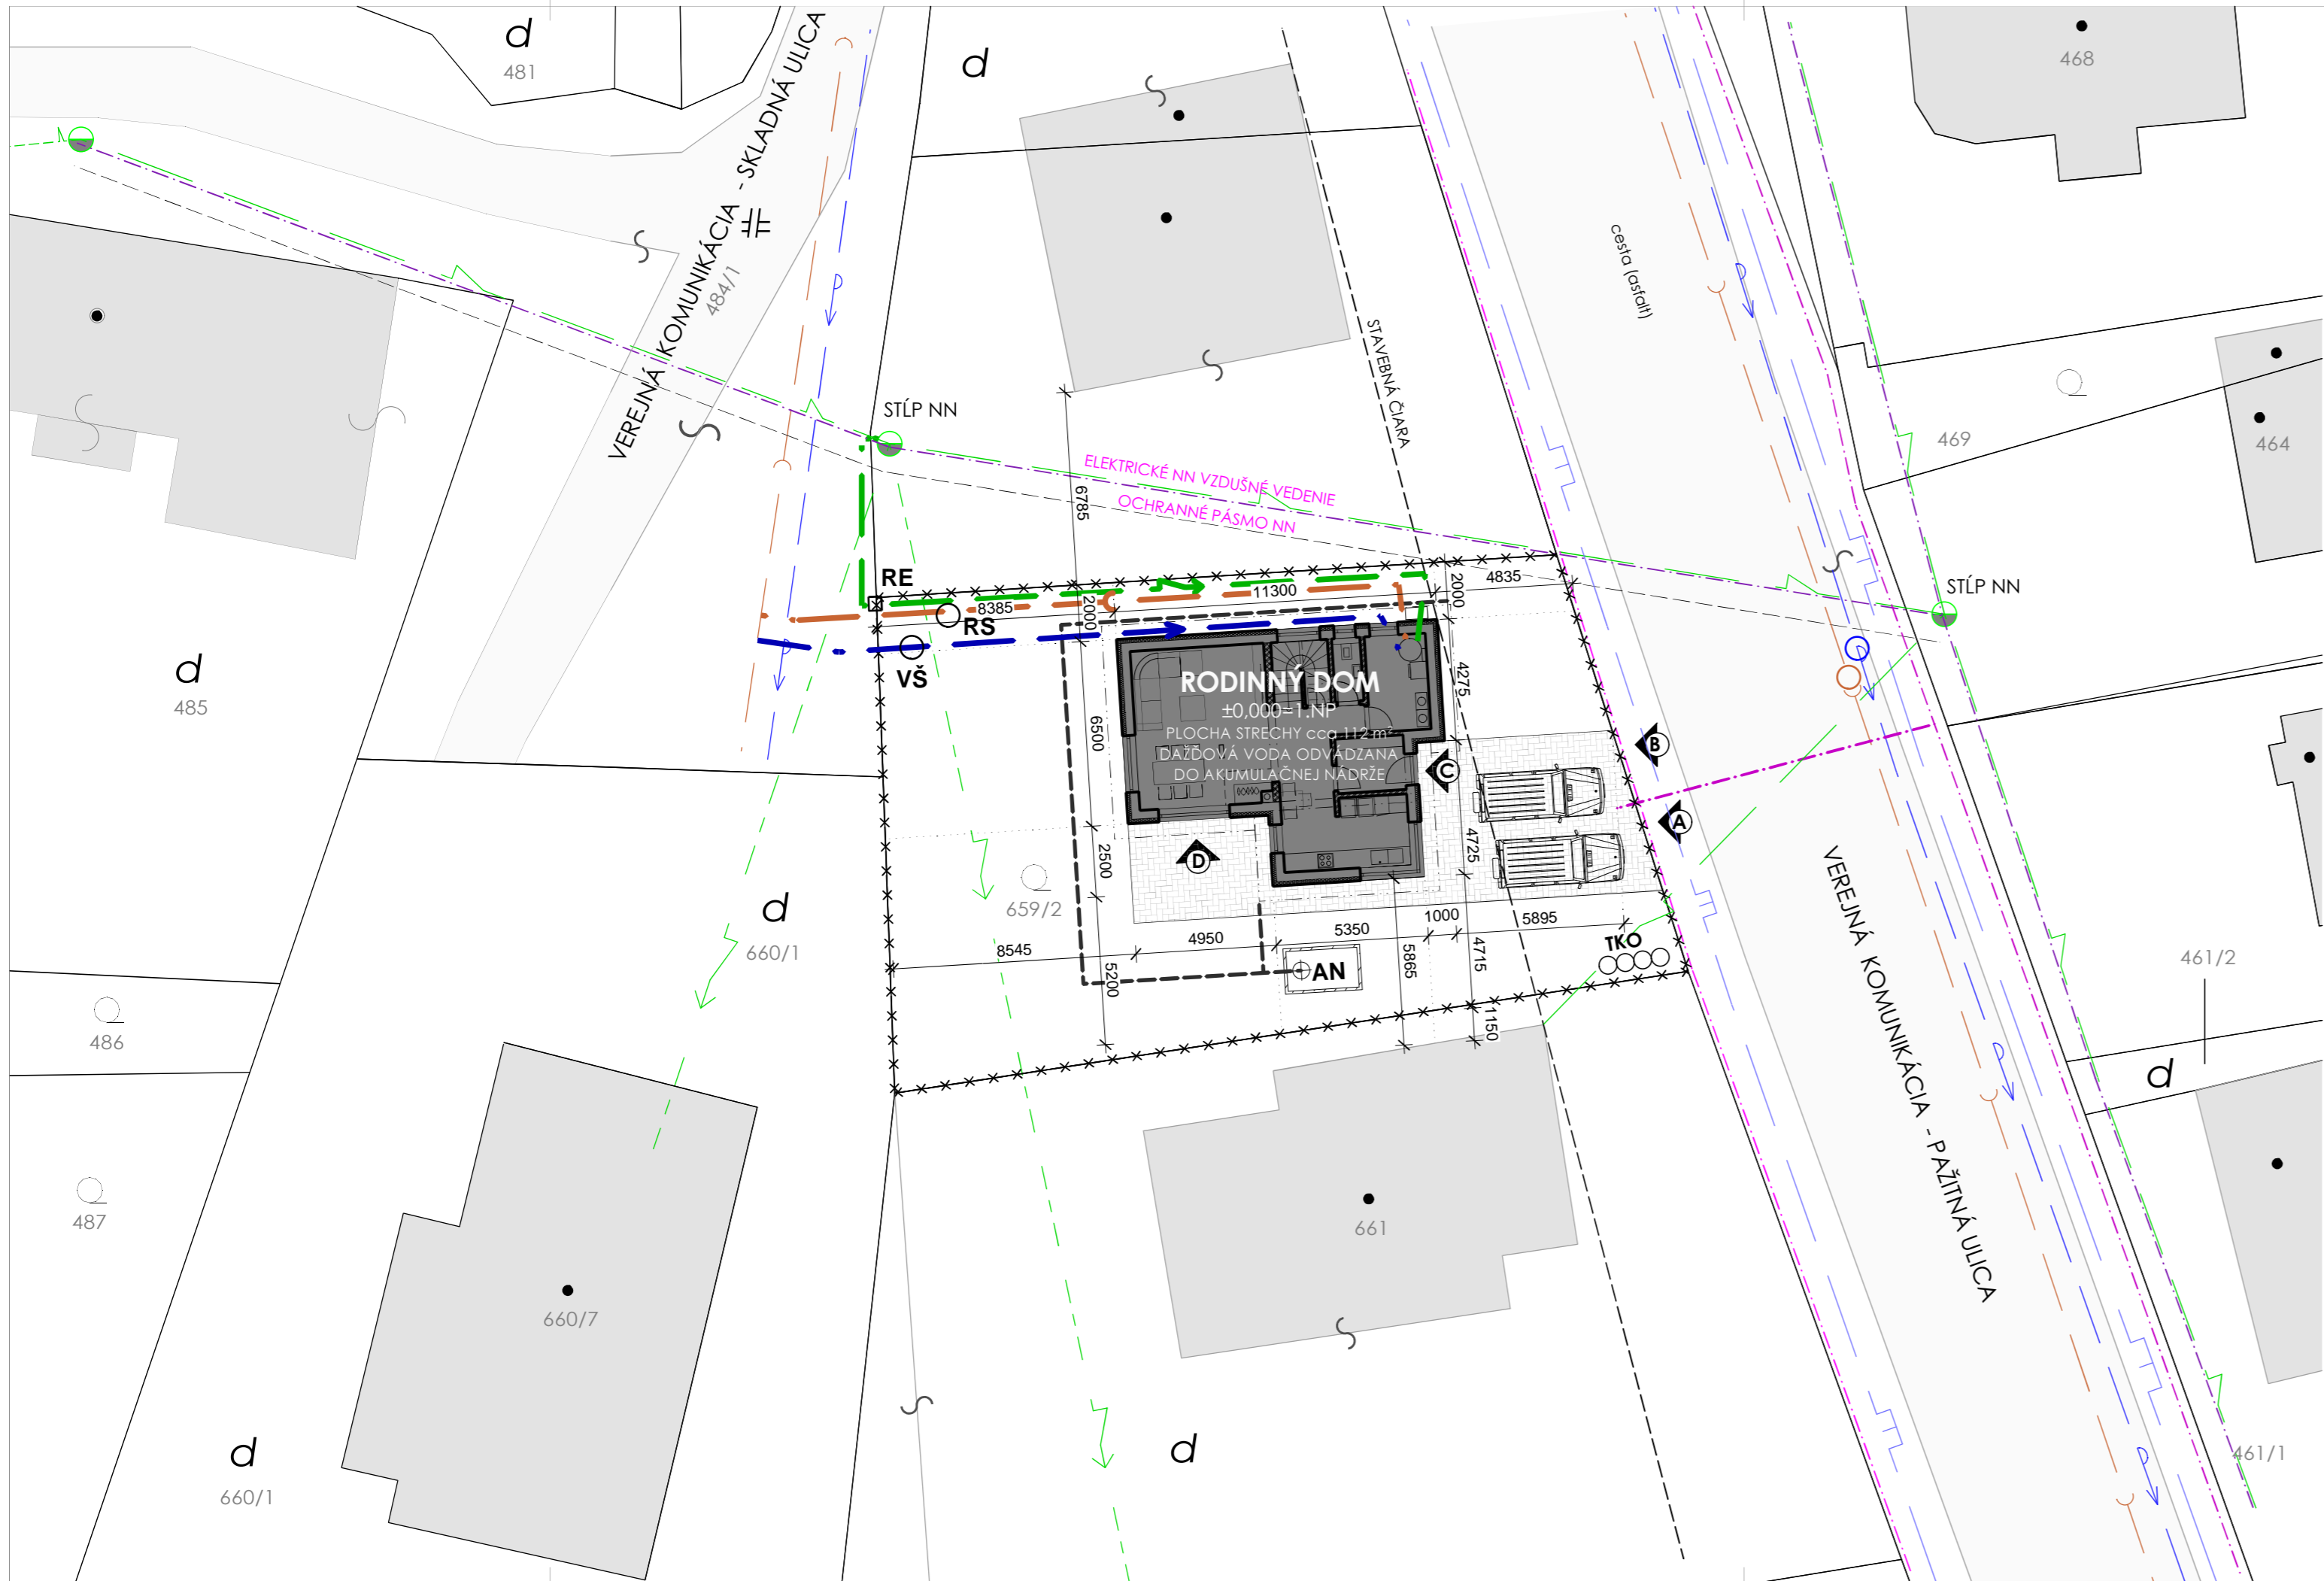 d
481
VEREJNÁ KOMUNIKÁCIA - SKLADNÁ ULICA
484/1
d
468
cesta (asfalt)
STAVEBNÁ ČIARA
STĹP NN
ELEKTRICKÉ NN VZDUŠNÉ VEDENIE
OCHRANNÉ PÁSMO NN
469
464
6785
STĹP NN
RE
8385
2000
11300
2000
4835
RS
VŠ
d
485
RODINNÝ DOM
±0,000=1.NP
PLOCHA STRECHY cca 112 m²
DAŽĎOVÁ VODA ODVÁDZANA
DO AKUMULAČNEJ NÁDRŽE
4275
6500
B
C
A
D
2500
4725
d
660/1
659/2
8545
4950
5350
1000
5895
TKO
5200
AN
5865
4715
1150
VEREJNÁ KOMUNIKÁCIA - PAŽITNÁ ULICA
461/2
d
486
487
661
660/7
d
660/1
d
461/1